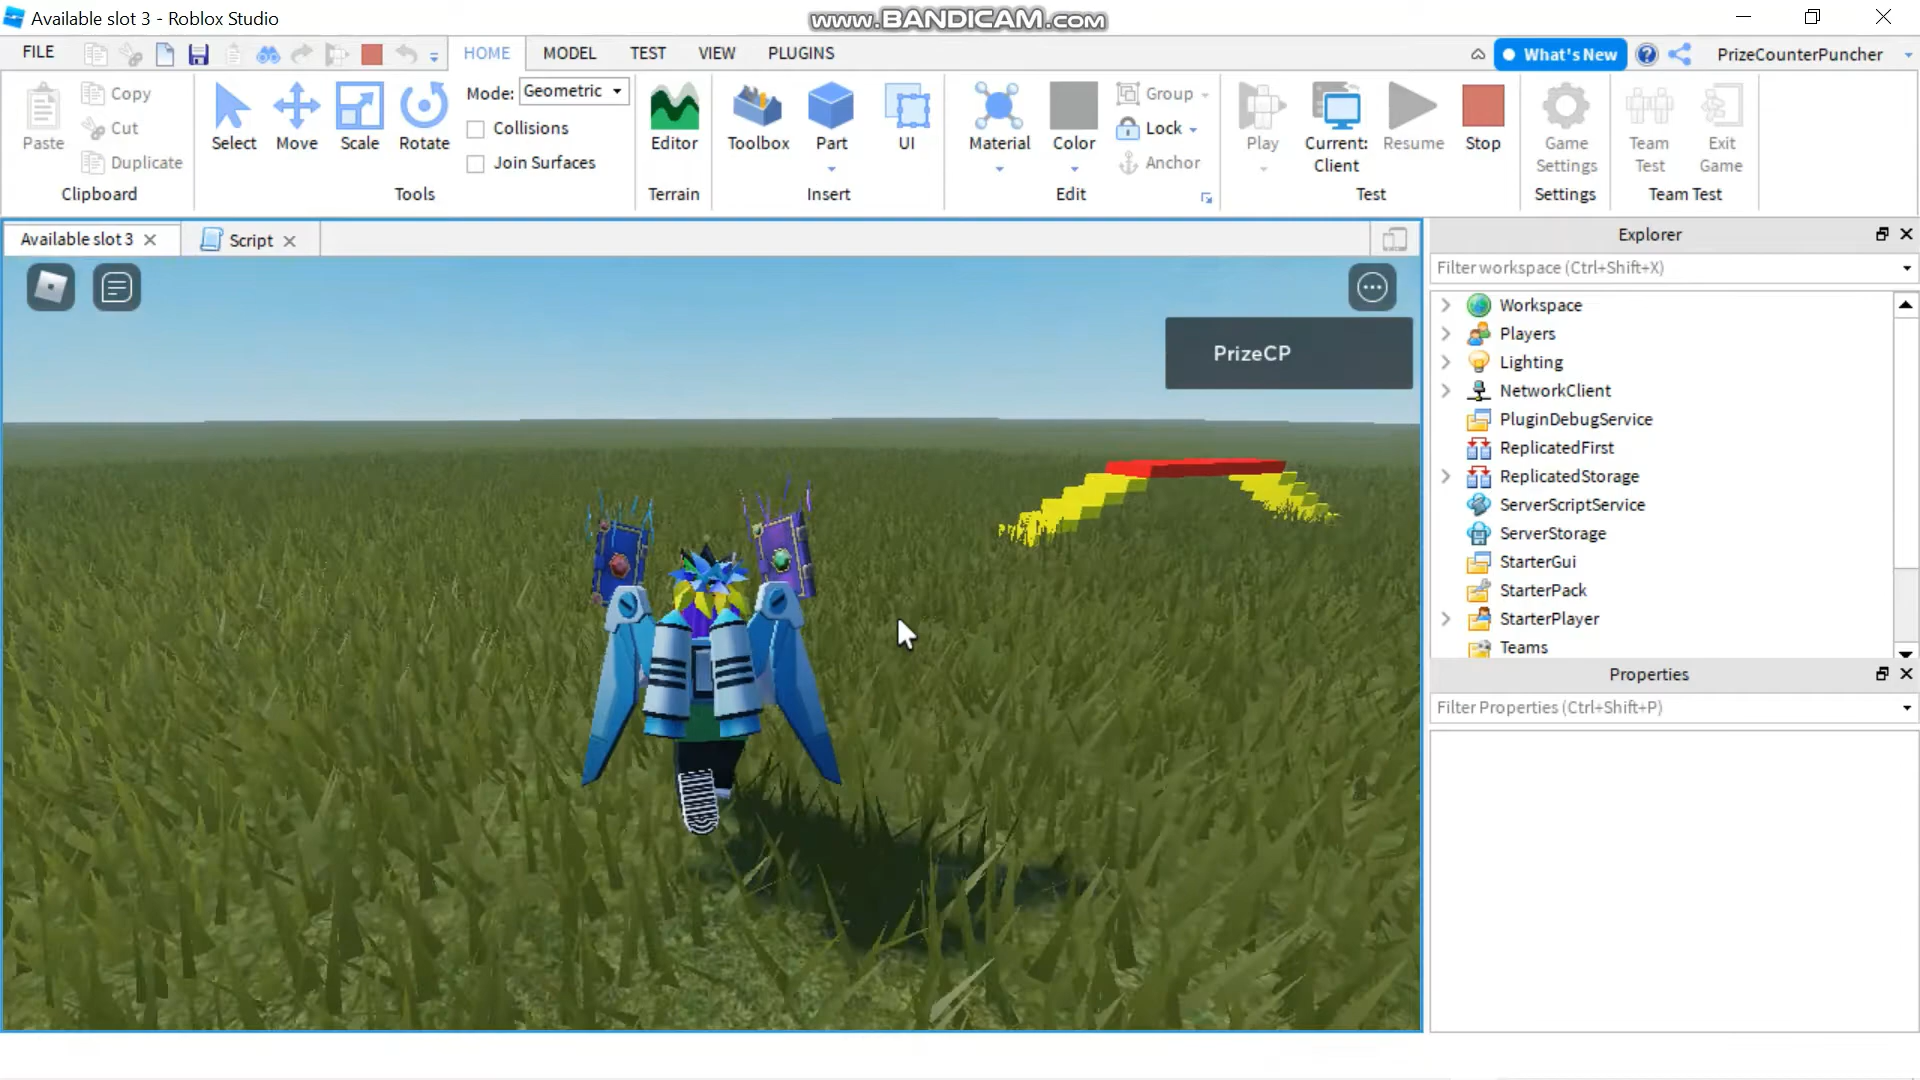 Available slot 3 - Roblox Studio
www.BANDICAM.com
FILE
HOME
MODEL
TEST
VIEW
PLUGINS
What's New
PrizeCounterPuncher
Paste
Copy
Cut
Duplicate
Clipboard
Select
Move
Scale
Rotate
Mode: Geometric
Collisions
Join Surfaces
Tools
Editor
Terrain
Toolbox
Part
UI
Insert
Material
Color
Group
Lock
Anchor
Edit
Play
Current:
Client
Resume
Stop
Test
Game
Settings
Settings
Team
Test
Exit
Game
Team Test
Available slot 3
Script
PrizeCP
Explorer
Filter workspace (Ctrl+Shift+X)
Workspace
Players
Lighting
NetworkClient
PluginDebugService
ReplicatedFirst
ReplicatedStorage
ServerScriptService
ServerStorage
StarterGui
StarterPack
StarterPlayer
Teams
Properties
Filter Properties (Ctrl+Shift+P)